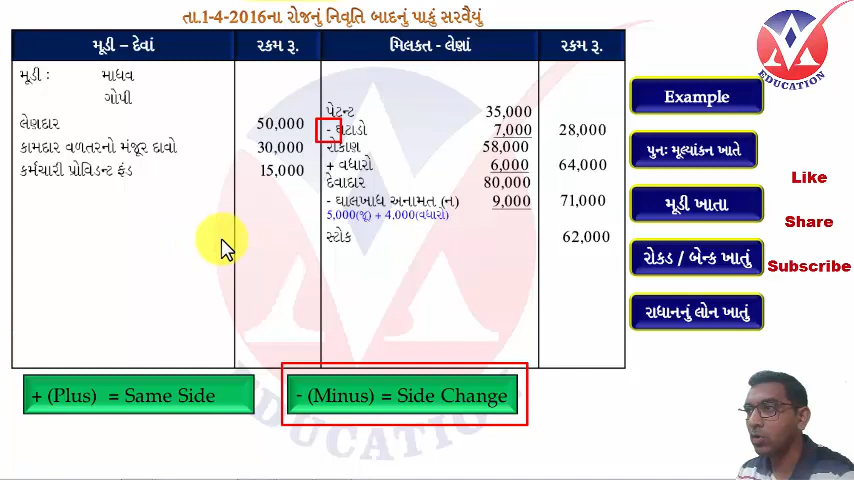 તા.1-4-2016ના રોજનું નિવૃતિ બાદનું પાકું સરવૈયું
મૂડી – દેવાં રકમ રૂ. મિલકત - લેણાં રકમ રૂ.
મૂડી : માધવ
ગોપી
લેણદાર 50,000
કામદાર વળતરનો મંજૂર દાવો 30,000
કર્મચારી પ્રોવિડન્ટ ફંડ 15,000
પેટન્ટ 35,000
- ઘટાડો 7,000 28,000
રોકાણ 58,000
+ વધારો 6,000 64,000
દેવાદાર 80,000
- ઘાલખાધ અનામત (ન) 9,000 71,000
5,000(જૂ) + 4,000(વધારો)
સ્ટોક 62,000
+ (Plus) = Same Side
- (Minus) = Side Change
EDUCATION
Example
પુનઃ મૂલ્યાંકન ખાતે
મૂડી ખાતા
રોકડ / બેન્ક ખાતું
રાધાનનું લોન ખાતું
Like
Share
Subscribe
EDUCATION